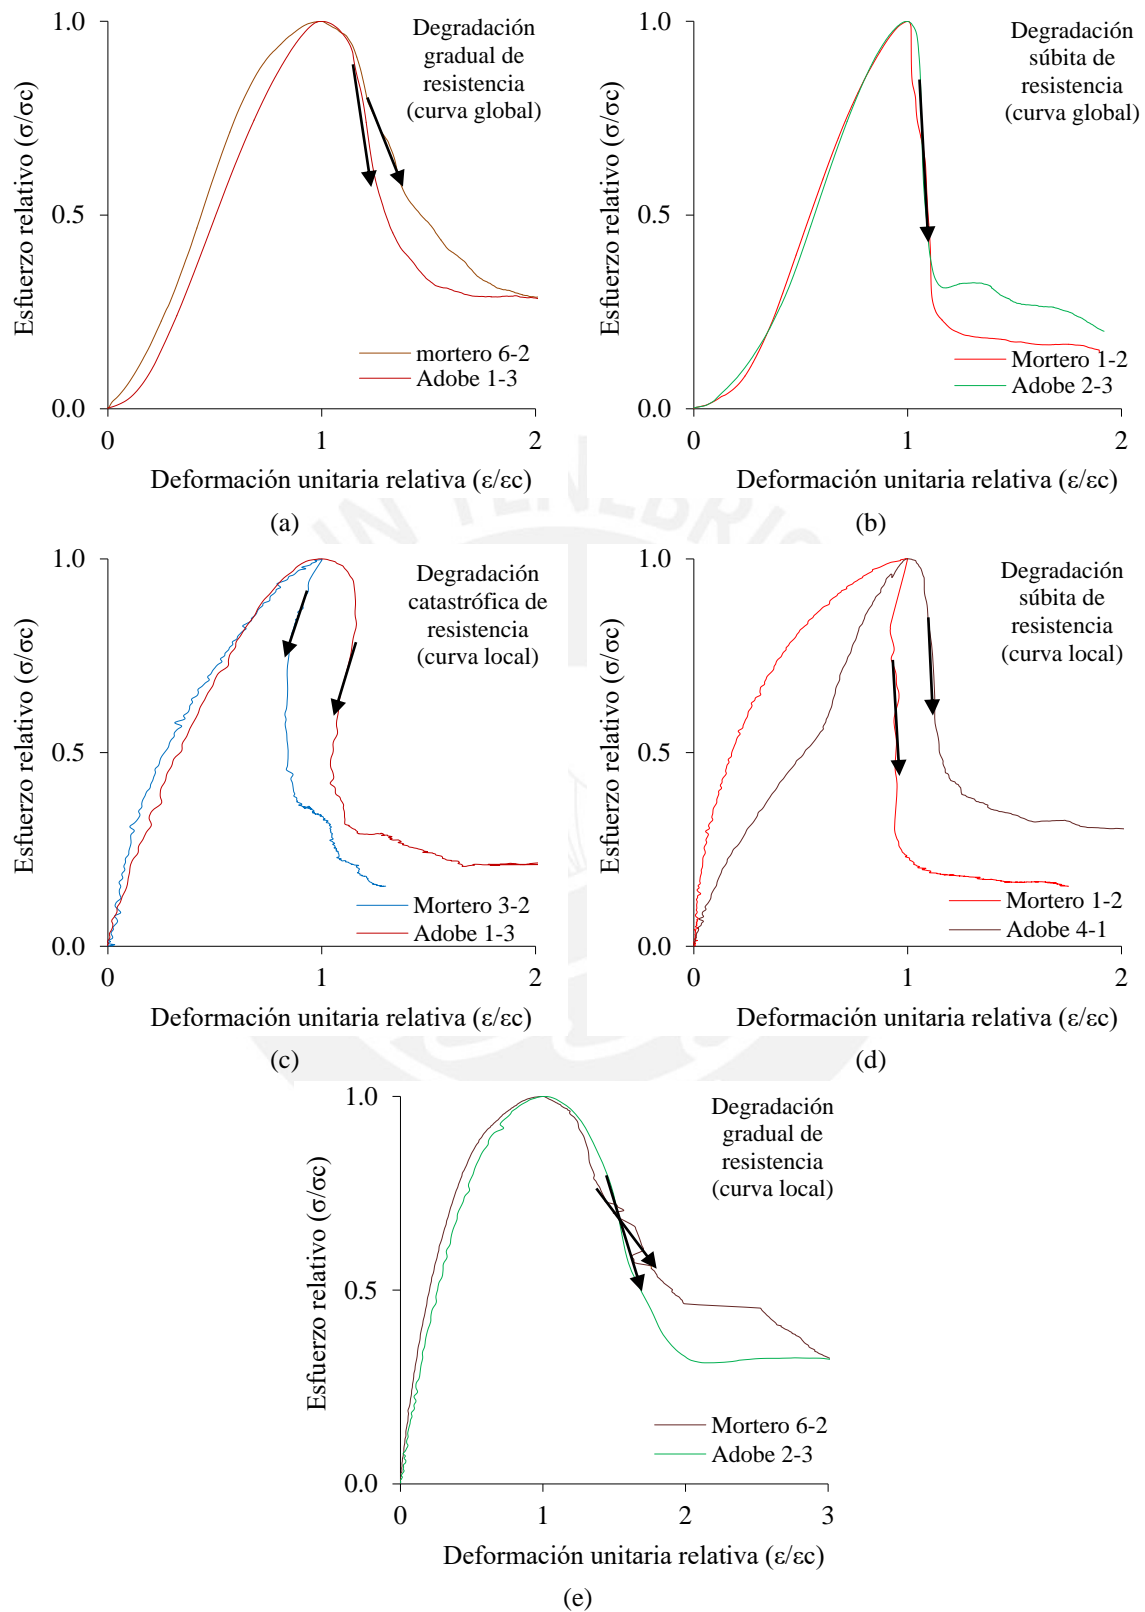 1.0
Degradación
gradual de
resistencia
(curva global)
Esfuerzo relativo (σ/σc)
0.5
mortero 6-2
Adobe 1-3
0.0
0 1 2
Deformación unitaria relativa (ε/εc)
(a)
1.0
Degradación
súbita de
resistencia
(curva global)
Esfuerzo relativo (σ/σc)
0.5
Mortero 1-2
Adobe 2-3
0.0
0 1 2
Deformación unitaria relativa (ε/εc)
(b)
IN TENEBRIS
1.0
Degradación
catastrófica de
resistencia
(curva local)
Esfuerzo relativo (σ/σc)
0.5
Mortero 3-2
Adobe 1-3
0.0
0 1 2
Deformación unitaria relativa (ε/εc)
(c)
1.0
Degradación
súbita de
resistencia
(curva local)
Esfuerzo relativo (σ/σc)
0.5
Mortero 1-2
Adobe 4-1
0.0
0 1 2
Deformación unitaria relativa (ε/εc)
(d)
1.0
Degradación
gradual de
resistencia
(curva local)
Esfuerzo relativo (σ/σc)
0.5
Mortero 6-2
Adobe 2-3
0.0
0 1 2 3
Deformación unitaria relativa (ε/εc)
(e)